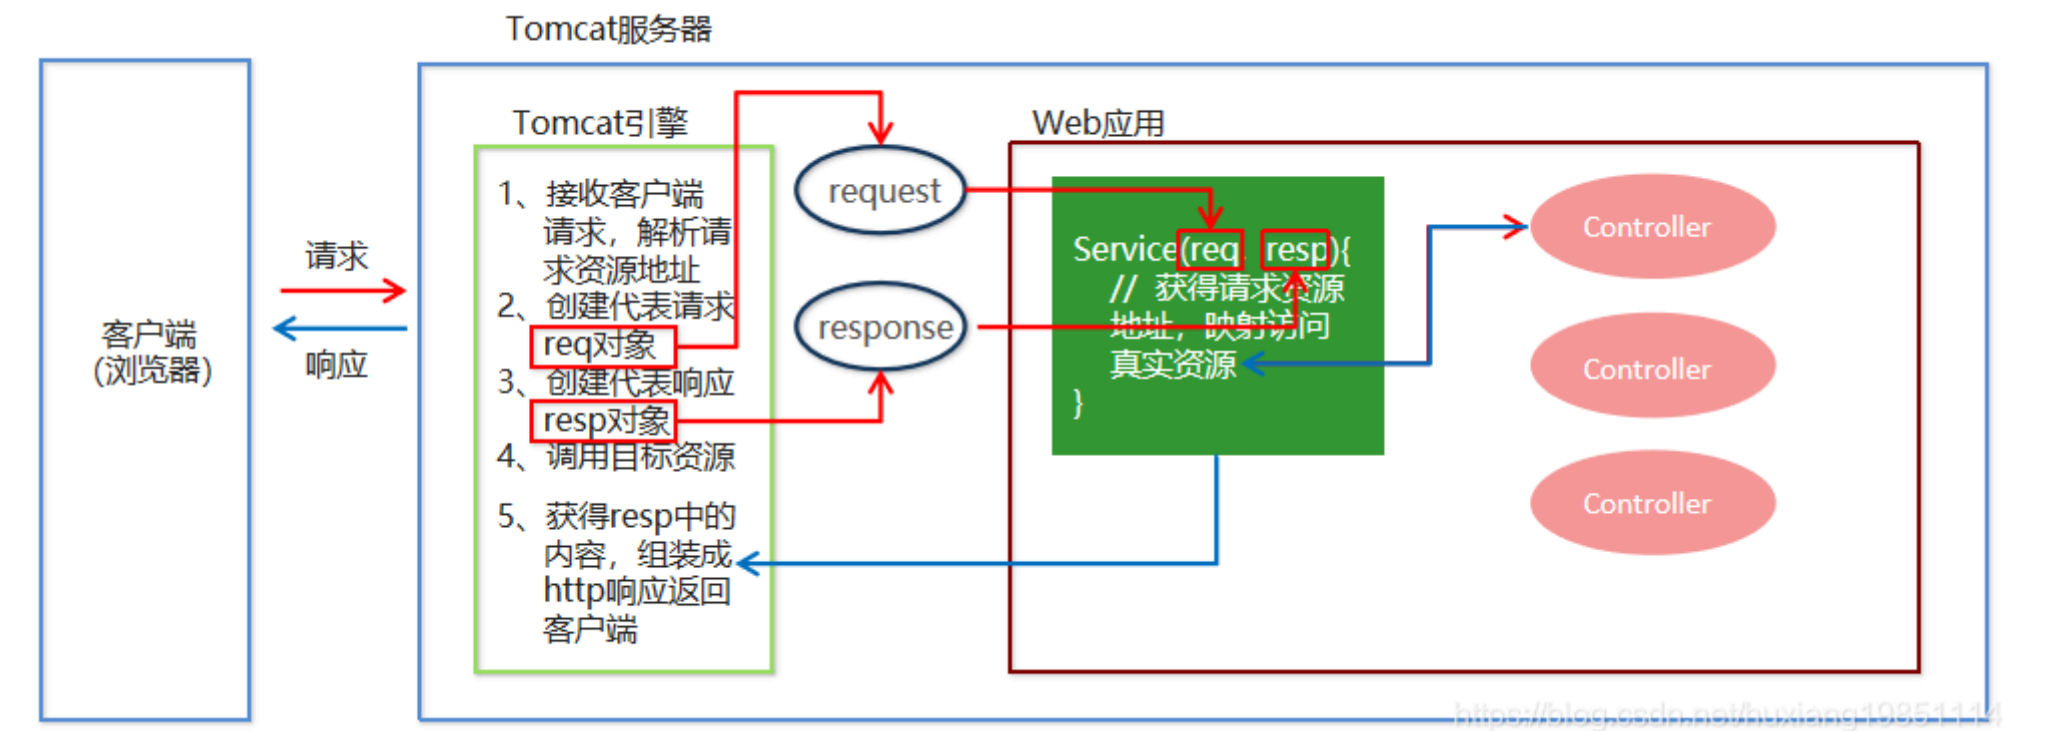 Tomcat服务器
Tomcat引擎
Web应用
客户端
(浏览器)
请求
响应
1、接收客户端
请求，解析请
求资源地址
2、创建代表请求
req对象
3、创建代表响应
resp对象
4、调用目标资源
5、获得resp中的
内容，组装成
http响应返回
客户端
request
response
Service(req resp){
// 获得请求资源
地址，映射访问
真实资源
}
Controller
Controller
Controller
https://blog.csdn.net/huxiang19851114